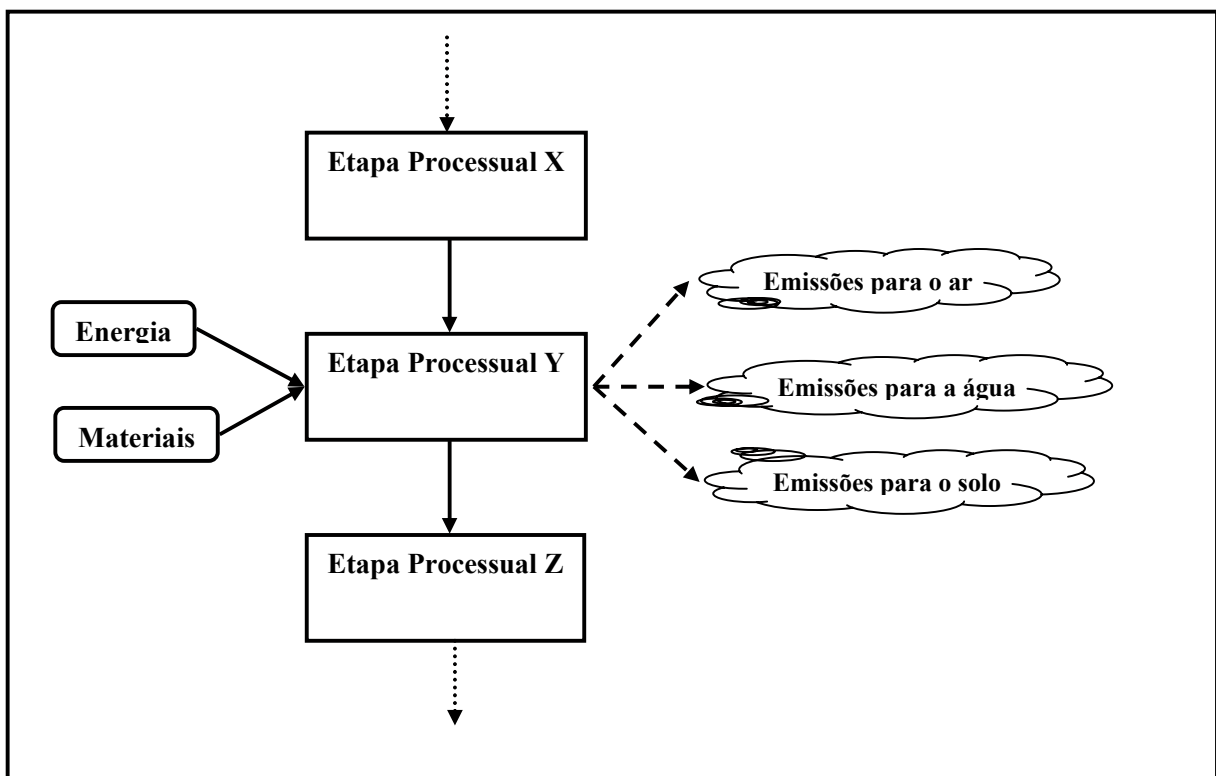 Etapa Processual X
Emissões para o ar
Energia
Etapa Processual Y
Emissões para a água
Materiais
Emissões para o solo
Etapa Processual Z